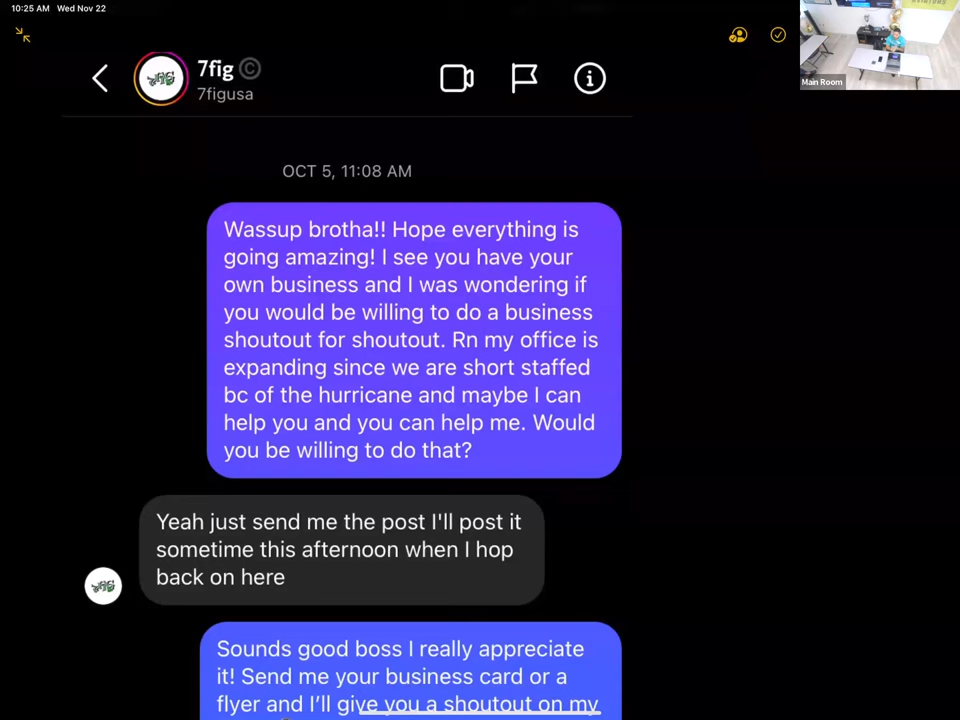 10:25 AM Wed Nov 22
Main Room
7fig ©
7figusa
OCT 5, 11:08 AM
Wassup brotha!! Hope everything is
going amazing! I see you have your
own business and I was wondering if
you would be willing to do a business
shoutout for shoutout. Rn my office is
expanding since we are short staffed
bc of the hurricane and maybe I can
help you and you can help me. Would
you be willing to do that?
Yeah just send me the post I'll post it
sometime this afternoon when I hop
back on here
Sounds good boss I really appreciate
it! Send me your business card or a
flyer and I'll give you a shoutout on my